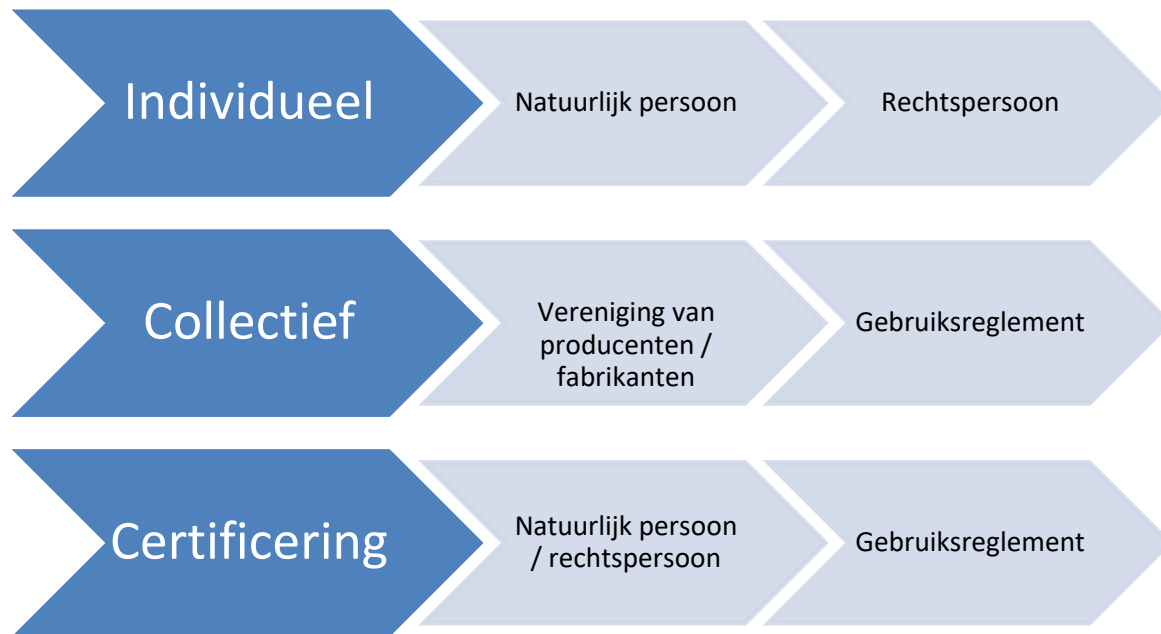 Individueel
Natuurlijk persoon
Rechtspersoon
Collectief
Vereniging van
producenten /
fabrikanten
Gebruiksreglement
Certificering
Natuurlijk persoon
/ rechtspersoon
Gebruiksreglement